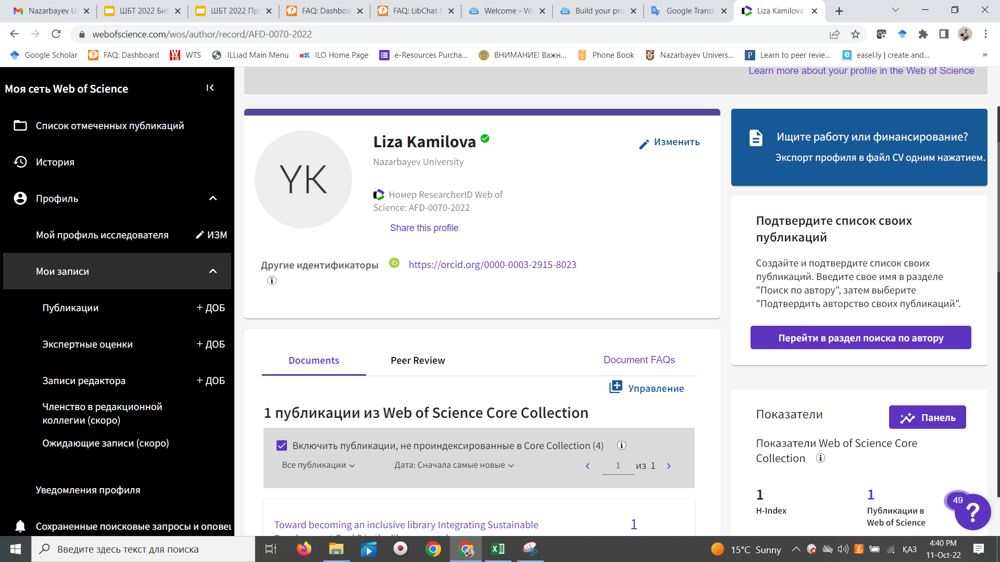 Nazarbayev U
ШБТ 2022 Биб
ШБТ 2022 Пра
FAQ: Dashboa
FAQ: LibChat D
Welcome - We
Build your pro
Google Transl
Liza Kamilova
webofscience.com/wos/author/record/AFD-0070-2022
Google Scholar
FAQ: Dashboard
WTS
ILLiad Main Menu
ILO Home Page
e-Resources Purcha...
ВНИМАНИЕ! Важн...
Phone Book
Nazarbayev Univers...
Learn to peer revie...
easel.ly | create and...
»
Моя сеть Web of Science
Список отмеченных публикаций
История
Профиль
Мой профиль исследователя
ИЗМ
Мои записи
Публикации
+ ДОБ
Экспертные оценки
+ ДОБ
Записи редактора
+ ДОБ
Членство в редакционной
коллегии (скоро)
Ожидающие записи (скоро)
Уведомления профиля
Сохраненные поисковые запросы и опове
Learn more about your profile in the Web of Science
YK
Liza Kamilova
Изменить
Nazarbayev University
Номер ResearcherID Web of
Science: AFD-0070-2022
Share this profile
Другие идентификаторы
iD
https://orcid.org/0000-0003-2915-8023
Documents
Peer Review
Document FAQs
Управление
1 публикации из Web of Science Core Collection
Включить публикации, не проиндексированные в Core Collection (4)
Все публикации
Дата: Сначала самые новые
1 из 1
Toward becoming an inclusive library Integrating Sustainable
1
Ищите работу или финансирование?
Экспорт профиля в файл CV одним нажатием.
Подтвердите список своих
публикаций
Создайте и подтвердите список своих
публикаций. Введите свое имя в разделе
"Поиск по автору", затем выберите
"Подтвердить авторство своих публикаций".
Перейти в раздел поиска по автору
Показатели
Панель
Показатели Web of Science Core
Collection
1
H-Index
1
Публикации в
Web of Science
49
?
Введите здесь текст для поиска
15°C Sunny
ҚАЗ
4:40 PM
11-Oct-22